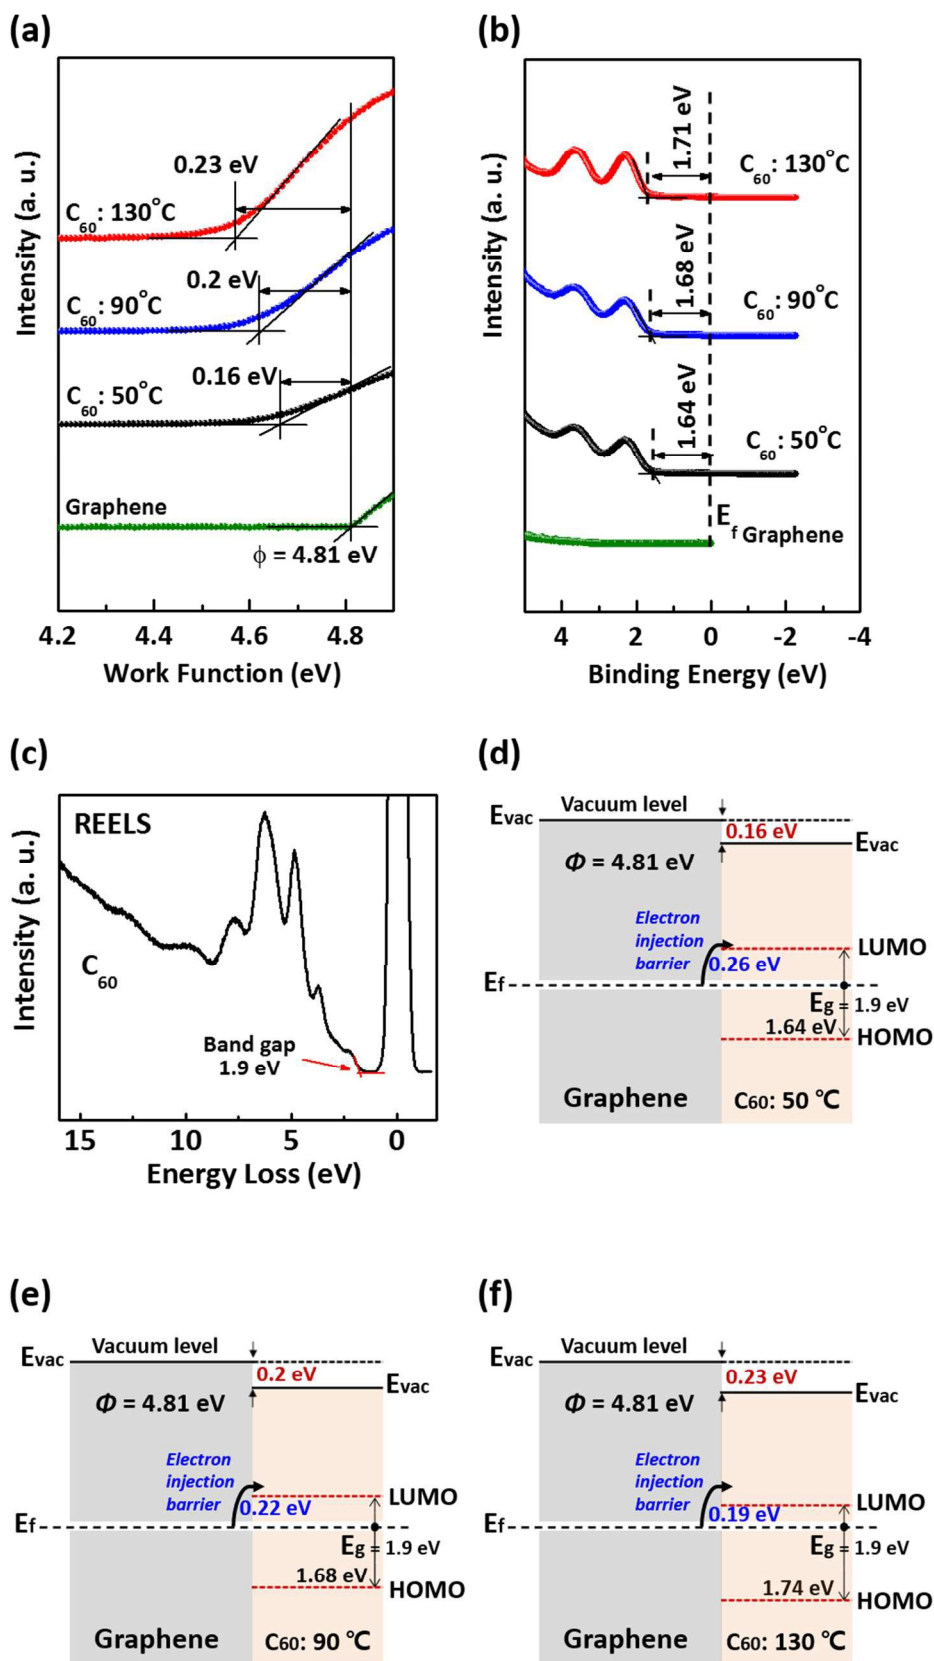 (a)
Intensity (a. u.)
0.23 eV
C60: 130°C
0.2 eV
C60: 90°C
0.16 eV
C60: 50°C
Graphene
ϕ = 4.81 eV
4.2 4.4 4.6 4.8
Work Function (eV)
(b)
Intensity (a. u.)
1.71 eV
C60: 130°C
1.68 eV
C60: 90°C
1.64 eV
C60: 50°C
Ef Graphene
4 2 0 -2 -4
Binding Energy (eV)
(c)
REELS
Intensity (a. u.)
C60
Band gap
1.9 eV
15 10 5 0
Energy Loss (eV)
(d)
Vacuum level
Evac
0.16 eV
Evac
Φ = 4.81 eV
Electron
injection
barrier
0.26 eV
LUMO
Ef
Eg = 1.9 eV
1.64 eV
HOMO
Graphene
C60: 50 ℃
(e)
Vacuum level
Evac
0.2 eV
Evac
Φ = 4.81 eV
Electron
injection
barrier
0.22 eV
LUMO
Ef
Eg = 1.9 eV
1.68 eV
HOMO
Graphene
C60: 90 ℃
(f)
Vacuum level
Evac
0.23 eV
Evac
Φ = 4.81 eV
Electron
injection
barrier
0.19 eV
LUMO
Ef
Eg = 1.9 eV
1.74 eV
HOMO
Graphene
C60: 130 ℃